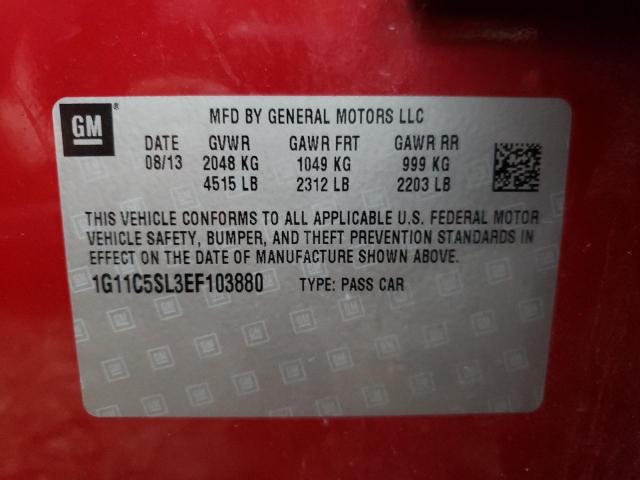 GM ® MFD BY GENERAL MOTORS LLC
DATE GVWR GAWR FRT GAWR RR
08/13 2048 KG 1049 KG 999 KG
4515 LB 2312 LB 2203 LB
THIS VEHICLE CONFORMS TO ALL APPLICABLE U.S. FEDERAL MOTOR
VEHICLE SAFETY, BUMPER, AND THEFT PREVENTION STANDARDS IN
EFFECT ON THE DATE OF MANUFACTURE SHOWN ABOVE.
1G11C5SL3EF103880 TYPE: PASS CAR